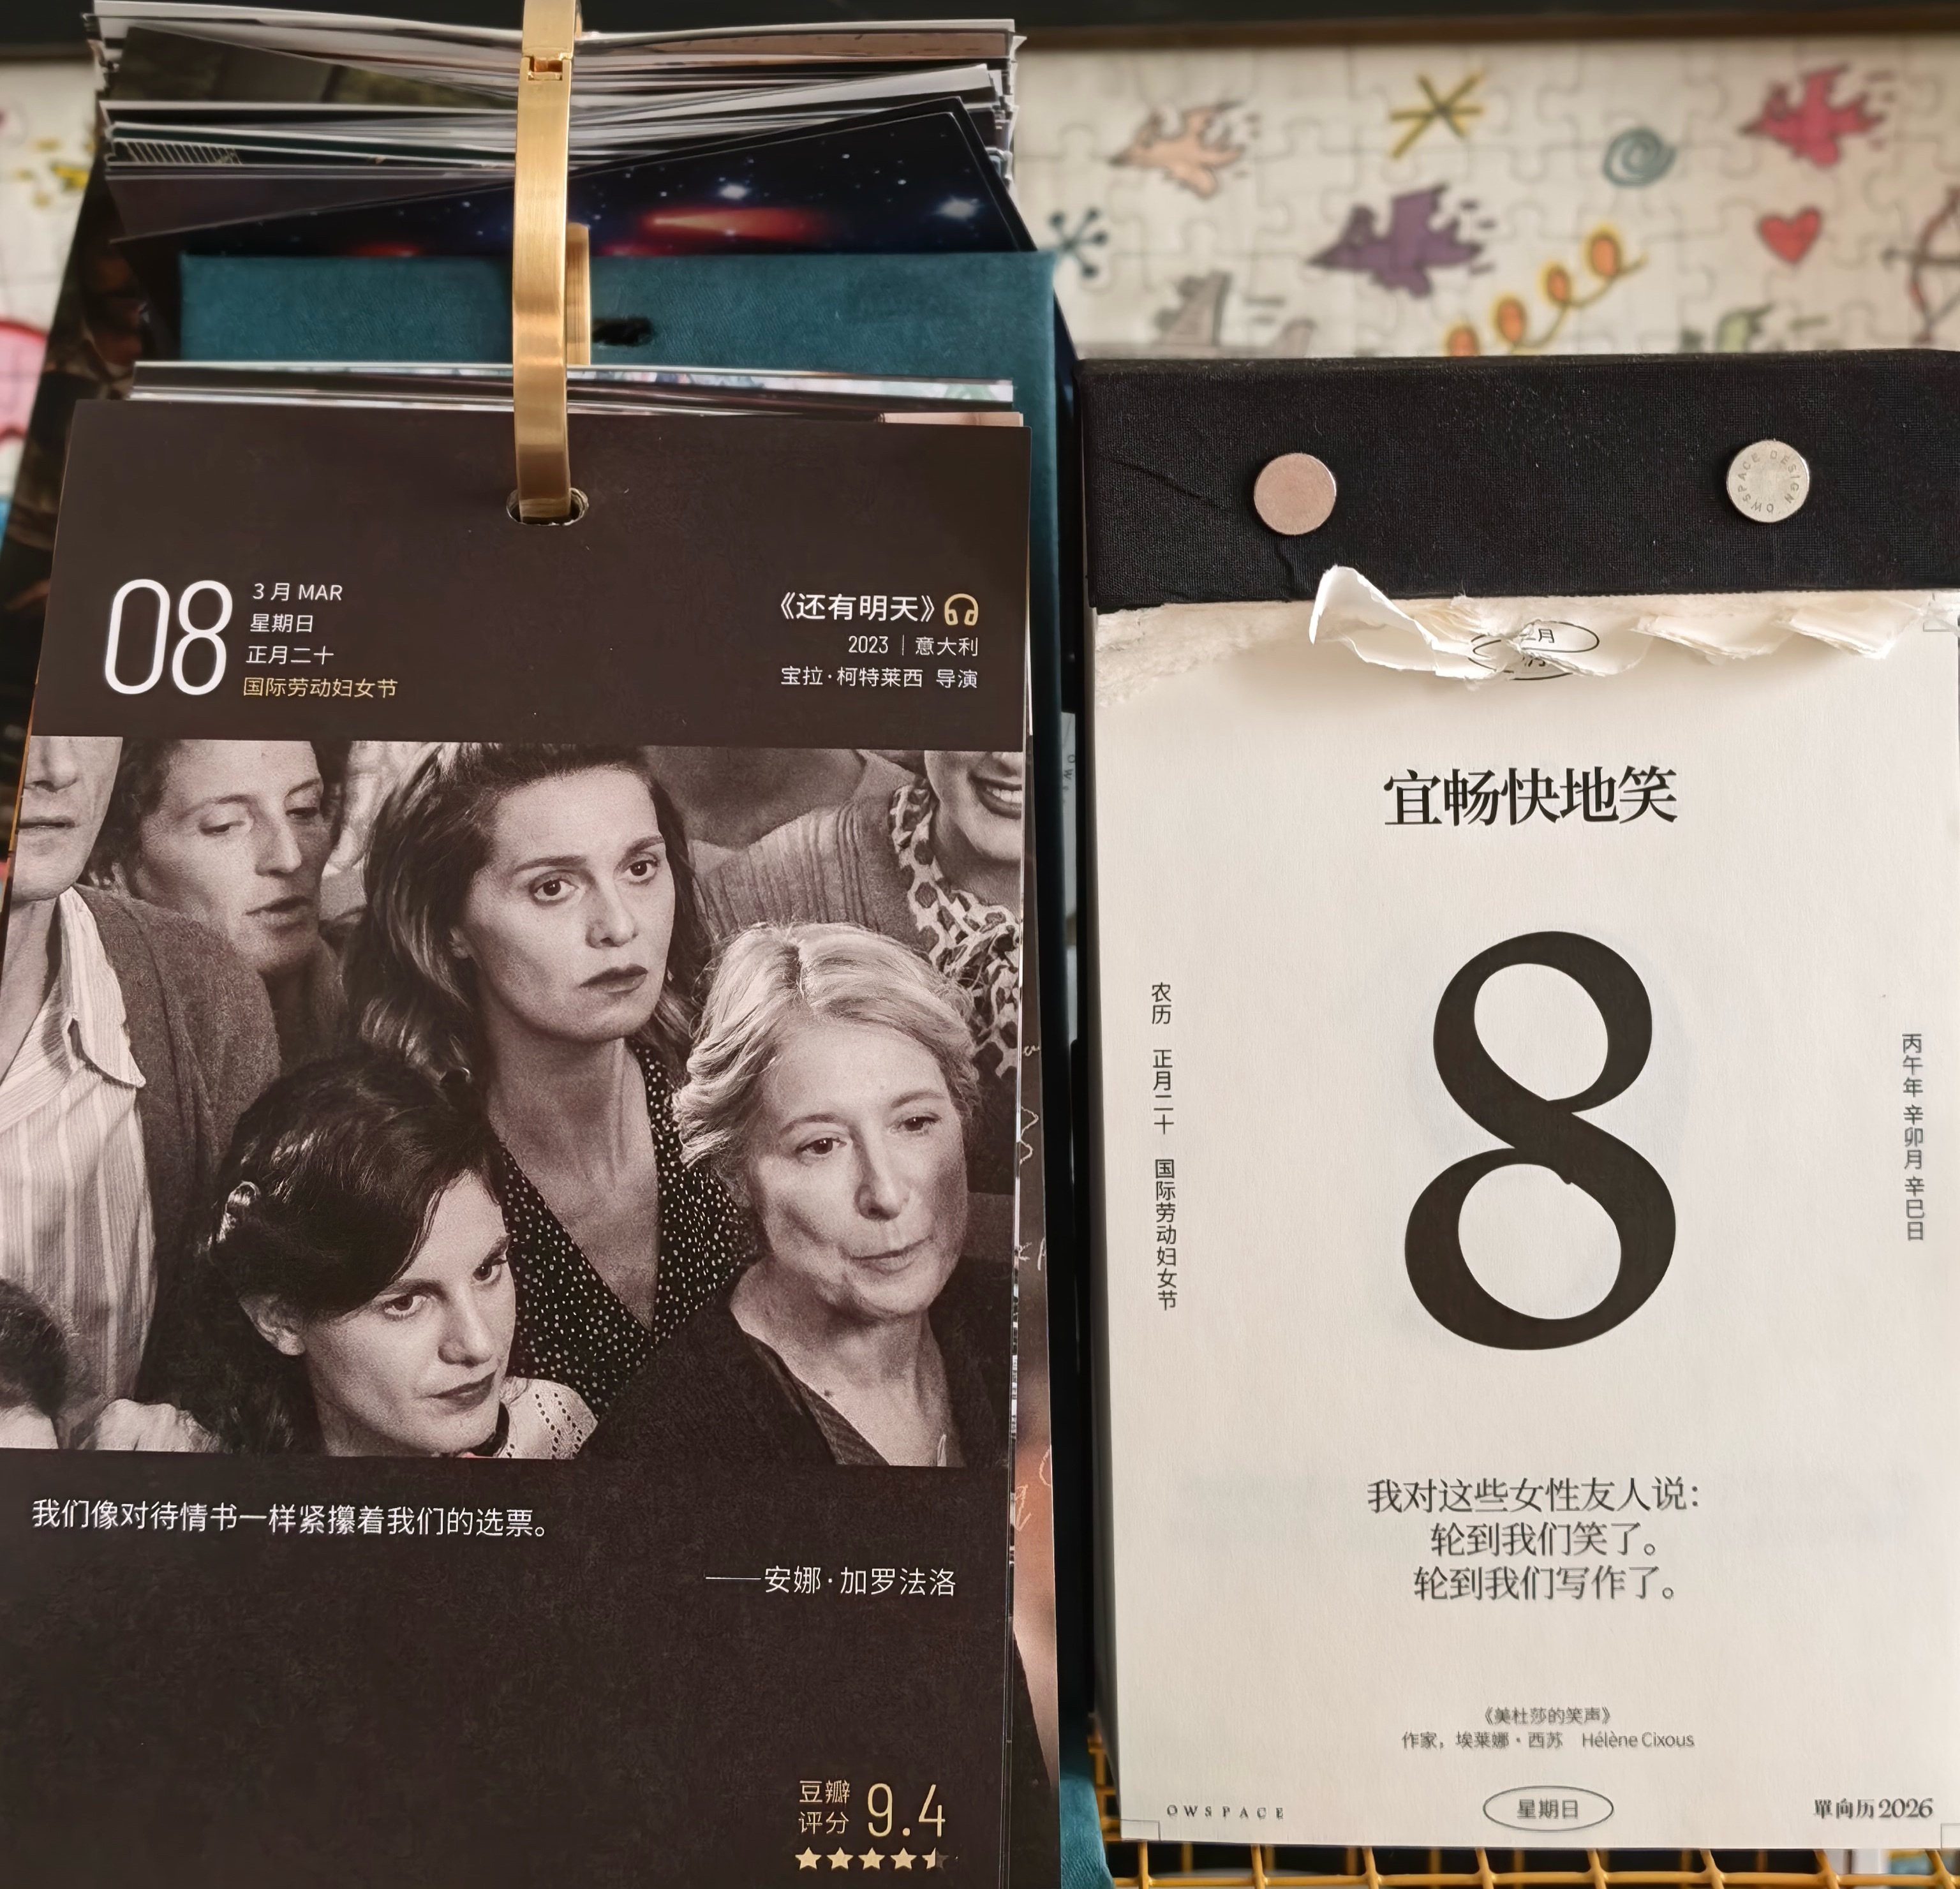 08
3月 MAR
星期日
正月二十
国际劳动妇女节
《还有明天》
2023 | 意大利
宝拉·柯特莱西 导演
我们像对待情书一样紧攥着我们的选票。
——安娜·加罗法洛
豆瓣
评分
9.4
OWSPACE DESIGN
月
宜畅快地笑
8
农历 正月二十 国际劳动妇女节
丙午年 辛卯月 辛巳日
我对这些女性友人说：
轮到我们笑了。
轮到我们写作了。
《美杜莎的笑声》
作家，埃莱娜·西苏 Hélène Cixous
OWSPACE
星期日
單向历2026